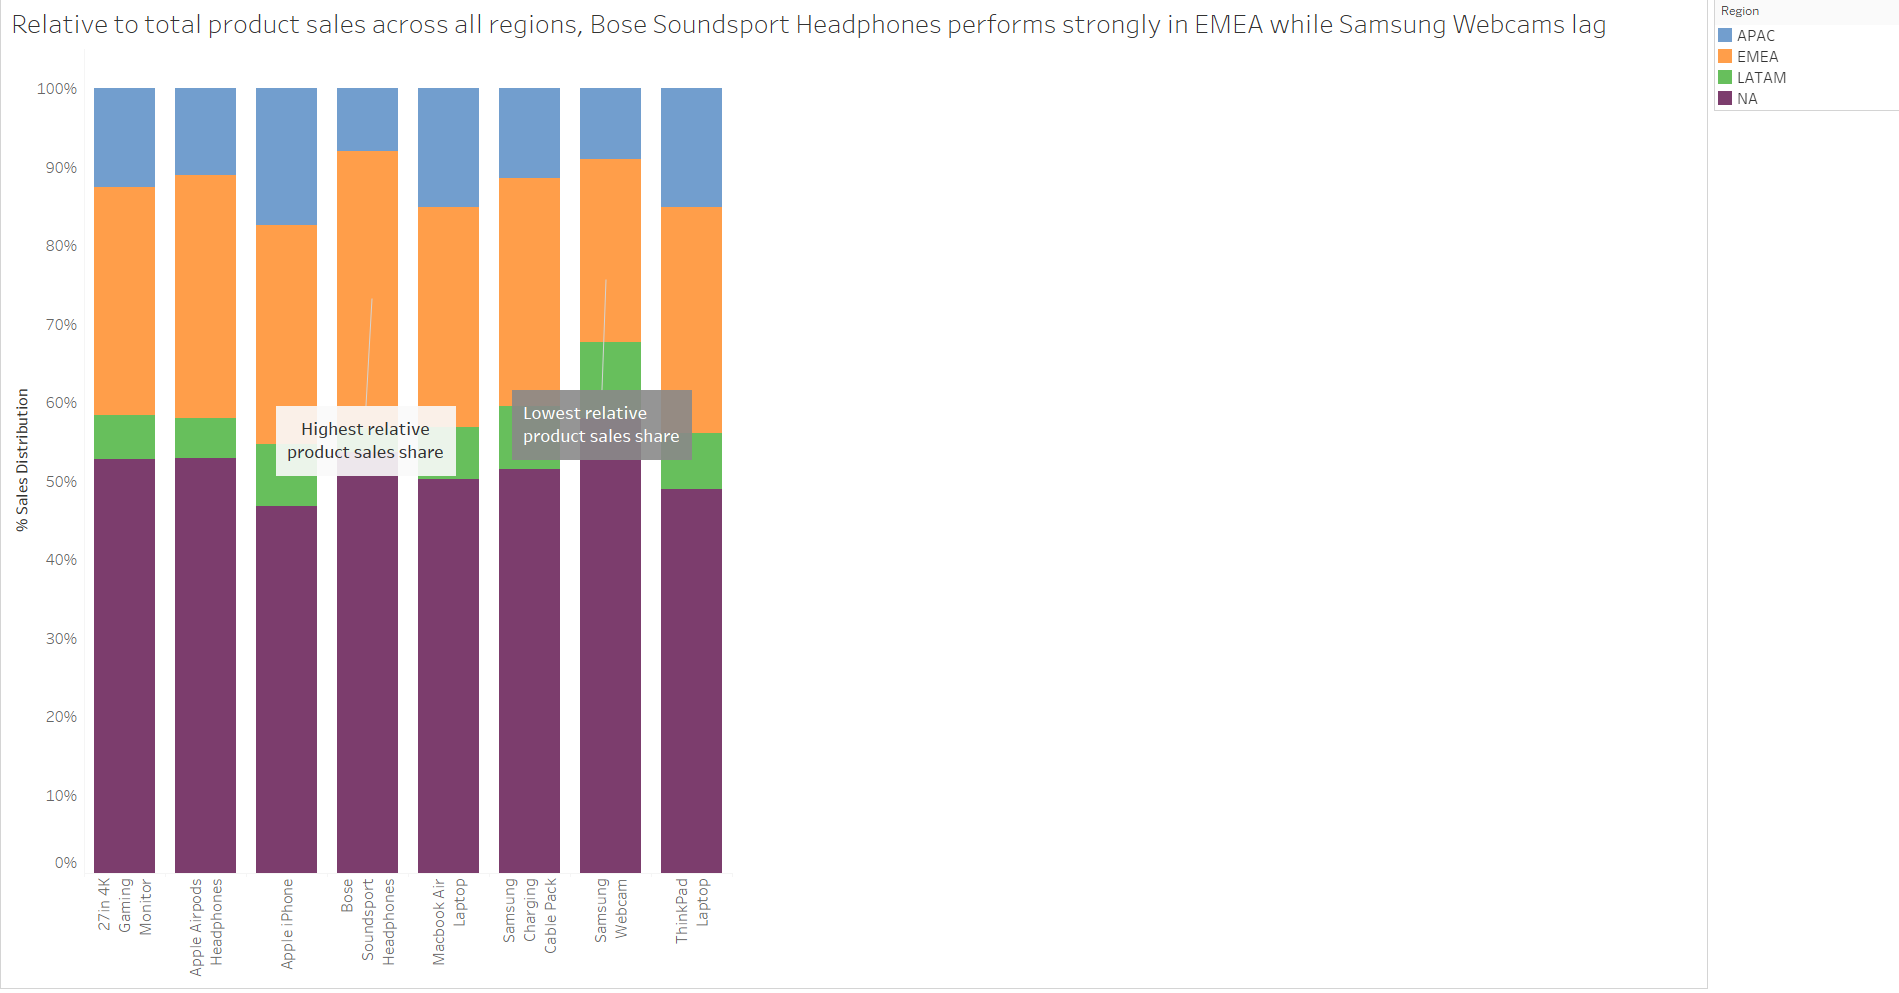 Relative to total product sales across all regions, Bose Soundsport Headphones performs strongly in EMEA while Samsung Webcams lag
Region
APAC
EMEA
LATAM
NA
% Sales Distribution
100%
90%
80%
70%
60%
50%
40%
30%
20%
10%
0%
Highest relative
product sales share
Lowest relative
product sales share
27in 4K
Gaming
Monitor
Apple Airpods
Headphones
Apple iPhone
Bose
Soundsport
Headphones
Macbook Air
Laptop
Samsung
Charging
Cable Pack
Samsung
Webcam
ThinkPad
Laptop